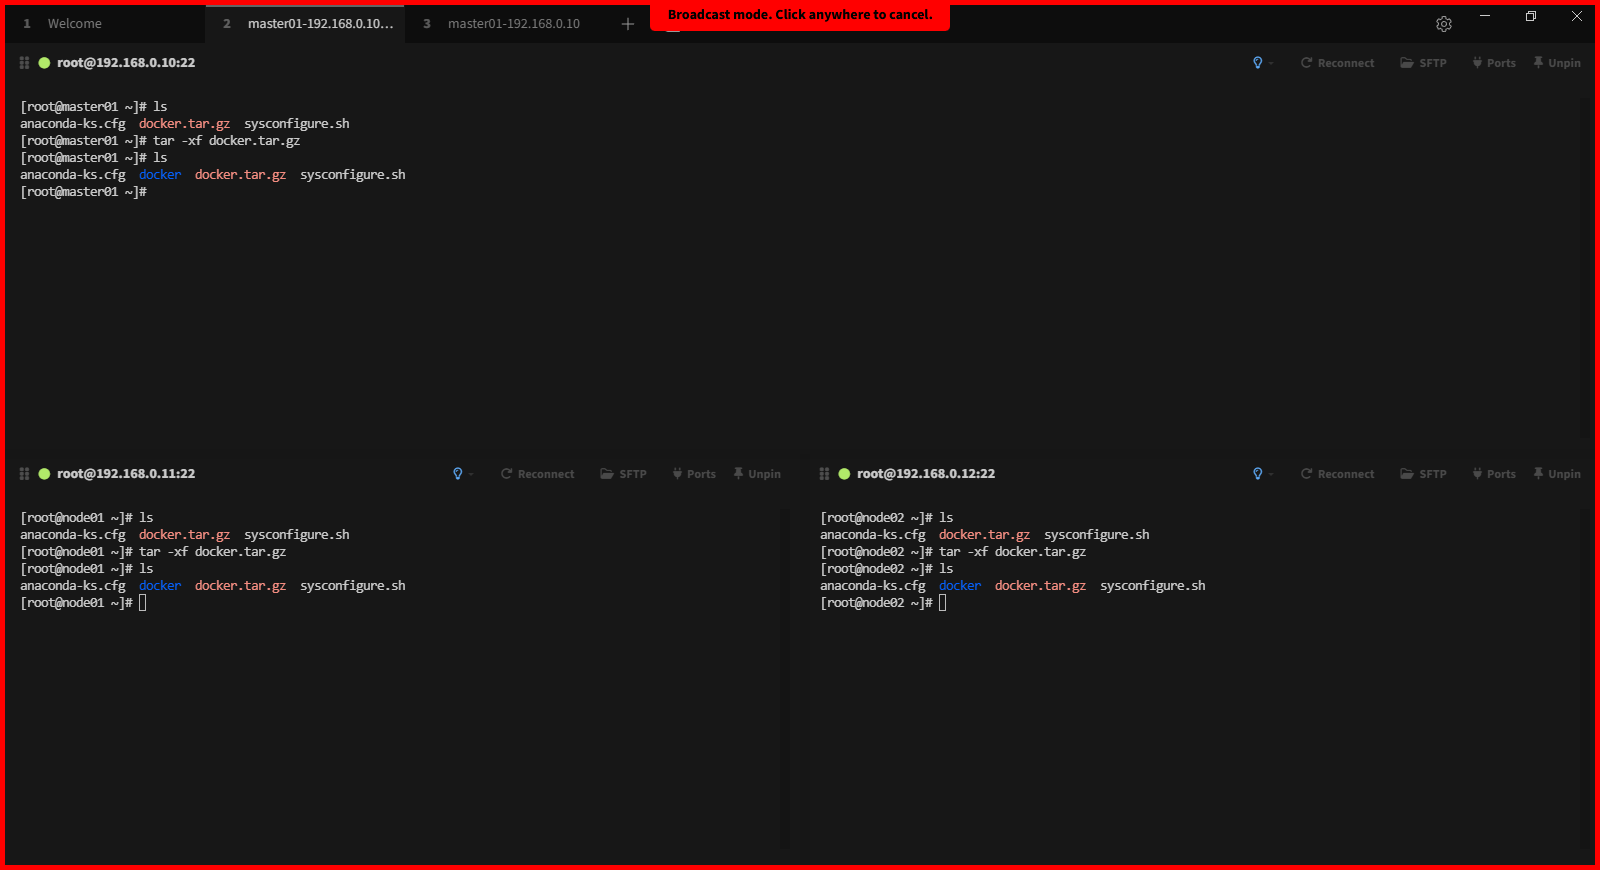 Broadcast mode. Click anywhere to cancel.
1 Welcome
2 master01-192.168.0.10...
3 master01-192.168.0.10
root@192.168.0.10:22
Reconnect SFTP Ports Unpin
[root@master01 ~]# ls
anaconda-ks.cfg docker.tar.gz sysconfigure.sh
[root@master01 ~]# tar -xf docker.tar.gz
[root@master01 ~]# ls
anaconda-ks.cfg docker docker.tar.gz sysconfigure.sh
[root@master01 ~]#
root@192.168.0.11:22
Reconnect SFTP Ports Unpin
[root@node01 ~]# ls
anaconda-ks.cfg docker.tar.gz sysconfigure.sh
[root@node01 ~]# tar -xf docker.tar.gz
[root@node01 ~]# ls
anaconda-ks.cfg docker docker.tar.gz sysconfigure.sh
[root@node01 ~]#
root@192.168.0.12:22
Reconnect SFTP Ports Unpin
[root@node02 ~]# ls
anaconda-ks.cfg docker.tar.gz sysconfigure.sh
[root@node02 ~]# tar -xf docker.tar.gz
[root@node02 ~]# ls
anaconda-ks.cfg docker docker.tar.gz sysconfigure.sh
[root@node02 ~]#